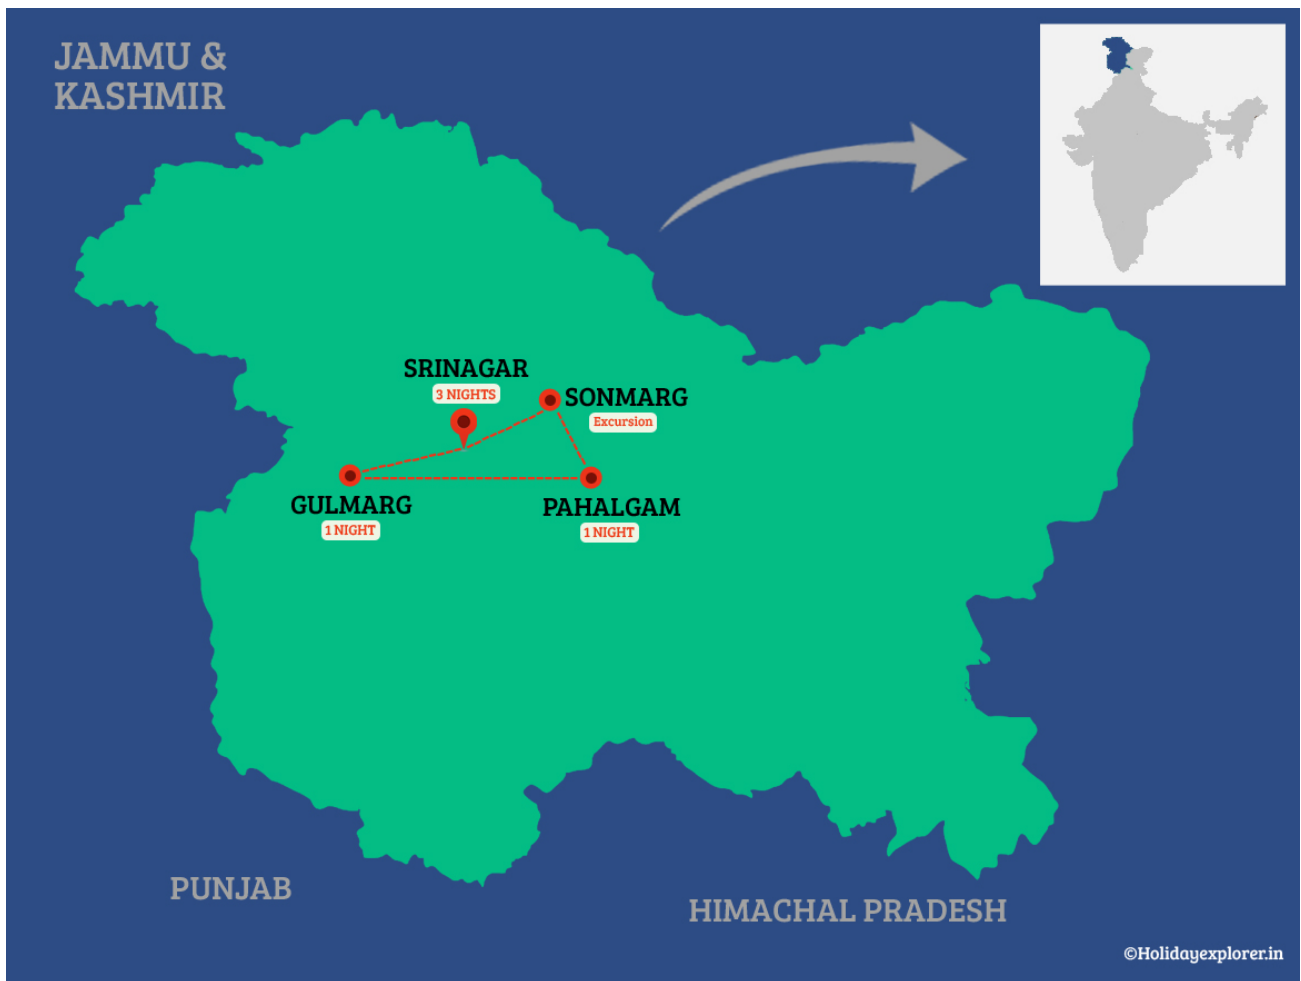 JAMMU &
KASHMIR
SRINAGAR
3 NIGHTS
SONMARG
Excursion
GULMARG
1 NIGHT
PAHALGAM
1 NIGHT
PUNJAB
HIMACHAL PRADESH
©Holidayexplorer.in